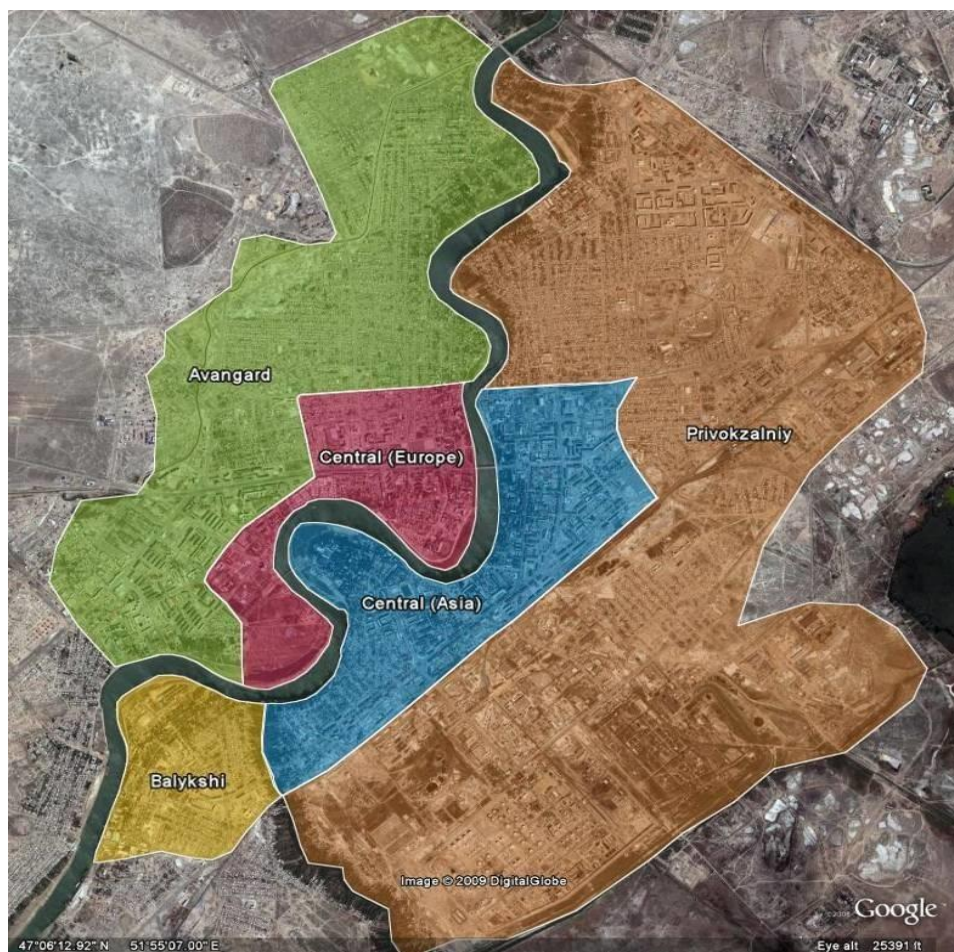 Avangard
Privokzalniy
Central (Europe)
Central (Asia)
Balykshi
Image © 2009 DigitalGlobe
Google
47°06'12.92" N 51°55'07.00" E
Eye alt 25391 ft